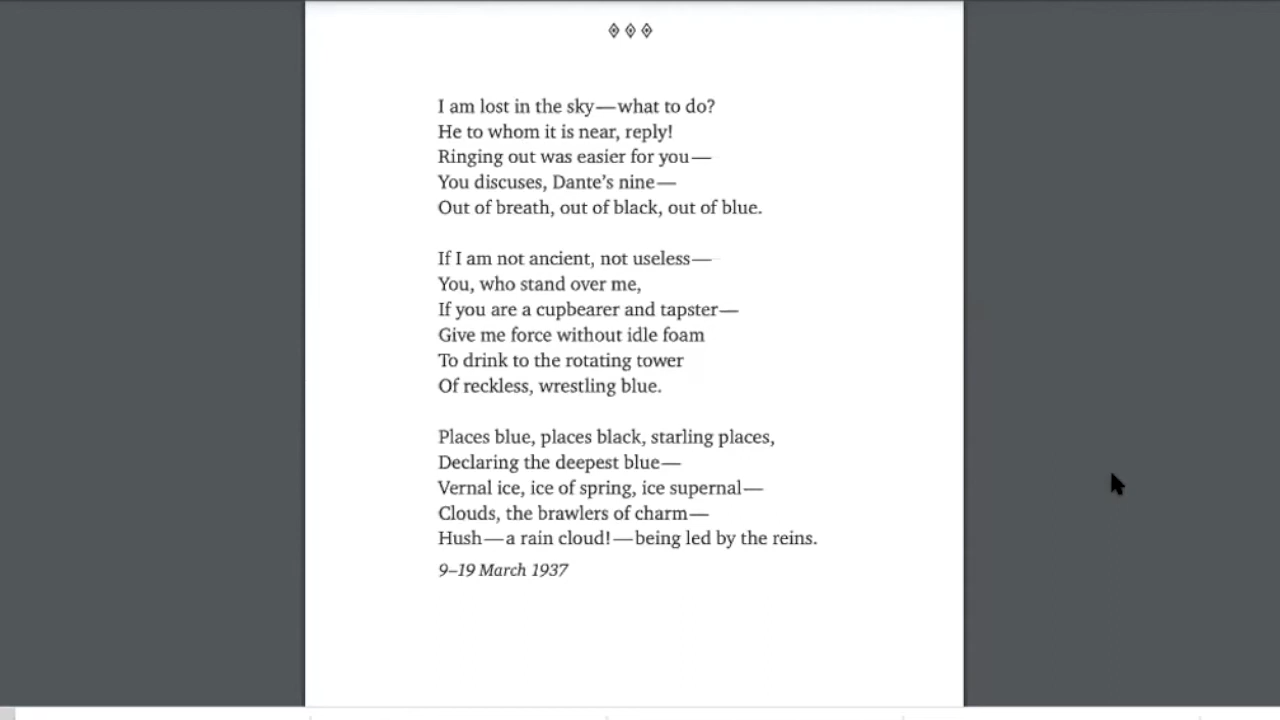 I am lost in the sky—what to do?
He to whom it is near, reply!
Ringing out was easier for you—
You discuses, Dante’s nine—
Out of breath, out of black, out of blue.
If I am not ancient, not useless—
You, who stand over me,
If you are a cupbearer and tapster—
Give me force without idle foam
To drink to the rotating tower
Of reckless, wrestling blue.
Places blue, places black, starling places,
Declaring the deepest blue—
Vernal ice, ice of spring, ice supernal—
Clouds, the brawlers of charm—
Hush—a rain cloud!—being led by the reins.
9–19 March 1937